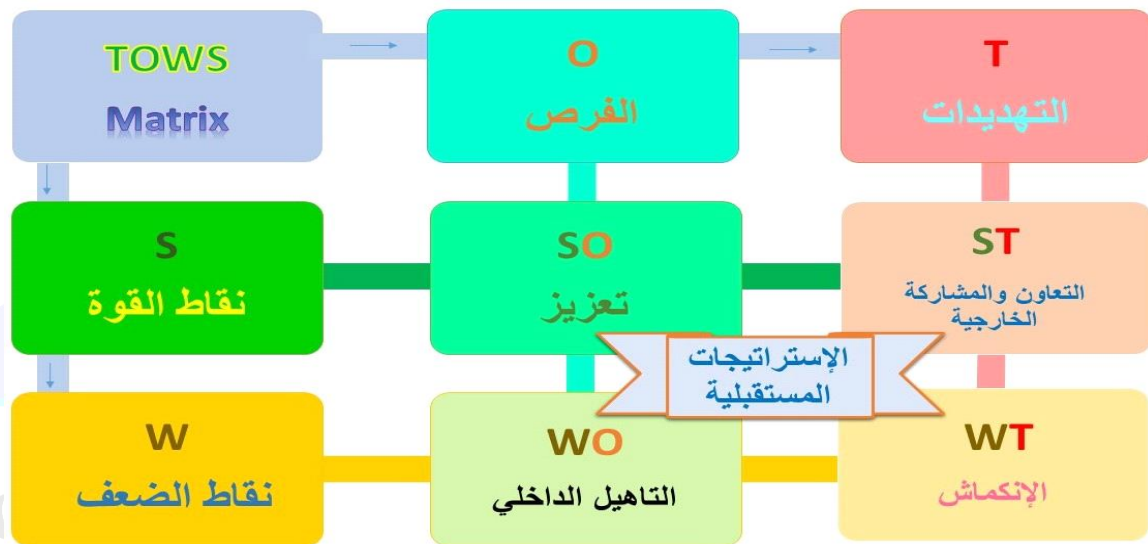 TOWS
Matrix
O
الفرص
T
التهديدات
S
نقاط القوة
SO
تعزيز
ST
التعاون والمشاركة
الخارجية
الإستراتيجات
المستقبلية
W
نقاط الضعف
WO
التاهيل الداخلي
WT
الإنكماش